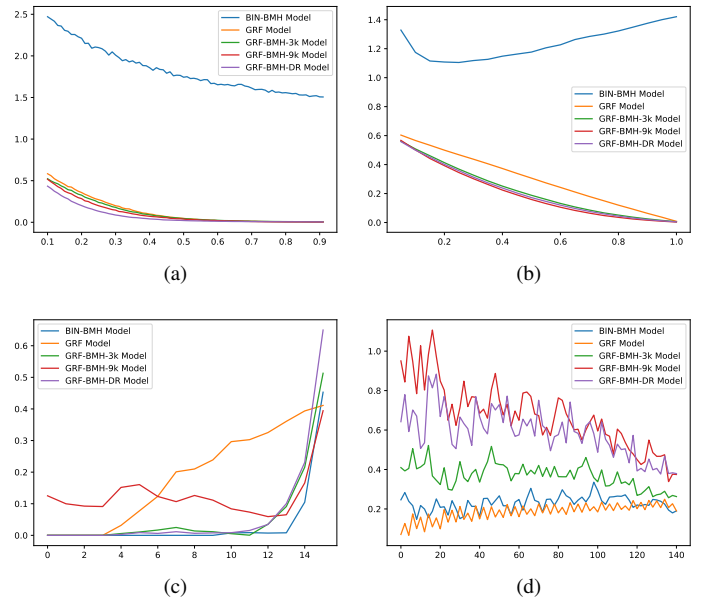 2.5
2.0
1.5
1.0
0.5
0.0
BIN-BMH Model
GRF Model
GRF-BMH-3k Model
GRF-BMH-9k Model
GRF-BMH-DR Model
0.1 0.2 0.3 0.4 0.5 0.6 0.7 0.8 0.9
(a)
1.4
1.2
1.0
0.8
0.6
0.4
0.2
0.0
BIN-BMH Model
GRF Model
GRF-BMH-3k Model
GRF-BMH-9k Model
GRF-BMH-DR Model
0.2 0.4 0.6 0.8 1.0
(b)
0.6
0.5
0.4
0.3
0.2
0.1
0.0
BIN-BMH Model
GRF Model
GRF-BMH-3k Model
GRF-BMH-9k Model
GRF-BMH-DR Model
0 2 4 6 8 10 12 14
(c)
1.0
0.8
0.6
0.4
0.2
BIN-BMH Model
GRF Model
GRF-BMH-3k Model
GRF-BMH-9k Model
GRF-BMH-DR Model
0 20 40 60 80 100 120 140
(d)